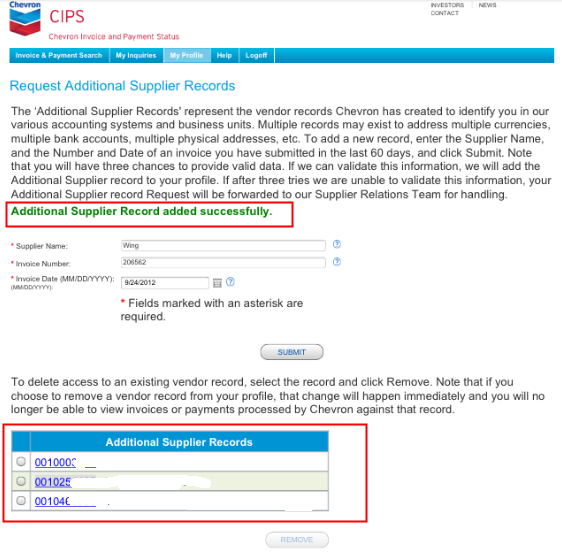 Chevron
CIPS
Chevron Invoice and Payment Status
INVESTORS NEWS
CONTACT
Invoice & Payment Search My Inquiries My Profile Help Logoff
Request Additional Supplier Records
The 'Additional Supplier Records' represent the vendor records Chevron has created to identify you in our
various accounting systems and business units. Multiple records may exist to address multiple currencies,
multiple bank accounts, multiple physical addresses, etc. To add a new record, enter the Supplier Name,
and the Number and Date of an invoice you have submitted in the last 60 days, and click Submit. Note
that you will have three chances to provide valid data. If we can validate this information, we will add the
Additional Supplier record to your profile. If after three tries we are unable to validate this information, your
Additional Supplier record Request will be forwarded to our Supplier Relations Team for handling.
Additional Supplier Record added successfully.
* Supplier Name: Wing ?
* Invoice Number: 206562 ?
* Invoice Date (MM/DD/YYYY): 9/24/2012 ?
(MM/DD/YYYY):
* Fields marked with an asterisk are
required.
SUBMIT
To delete access to an existing vendor record, select the record and click Remove. Note that if you
choose to remove a vendor record from your profile, that change will happen immediately and you will no
longer be able to view invoices or payments processed by Chevron against that record.
Additional Supplier Records
001000
001025
00104
REMOVE